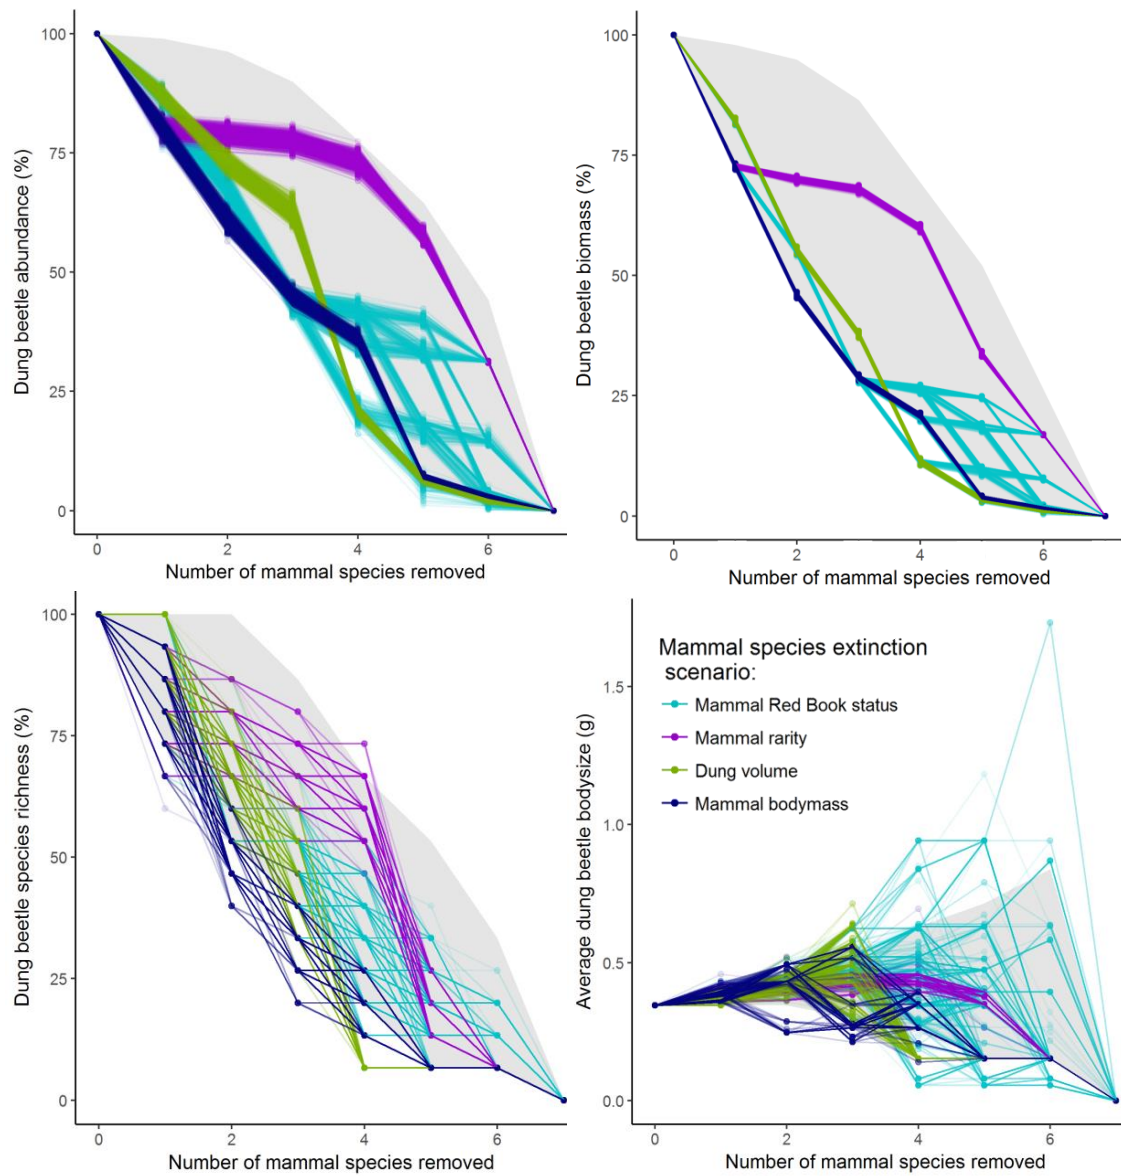 Dung beetle abundance (%)
100
75
50
25
0
0
2
4
6
Number of mammal species removed
Dung beetle biomass (%)
100
75
50
25
0
0
2
4
6
Number of mammal species removed
Dung beetle species richness (%)
100
75
50
25
0
0
2
4
6
Number of mammal species removed
Average dung beetle bodysize (g)
1.5
1.0
0.5
0.0
Mammal species extinction
scenario:
Mammal Red Book status
Mammal rarity
Dung volume
Mammal bodymass
0
2
4
6
Number of mammal species removed